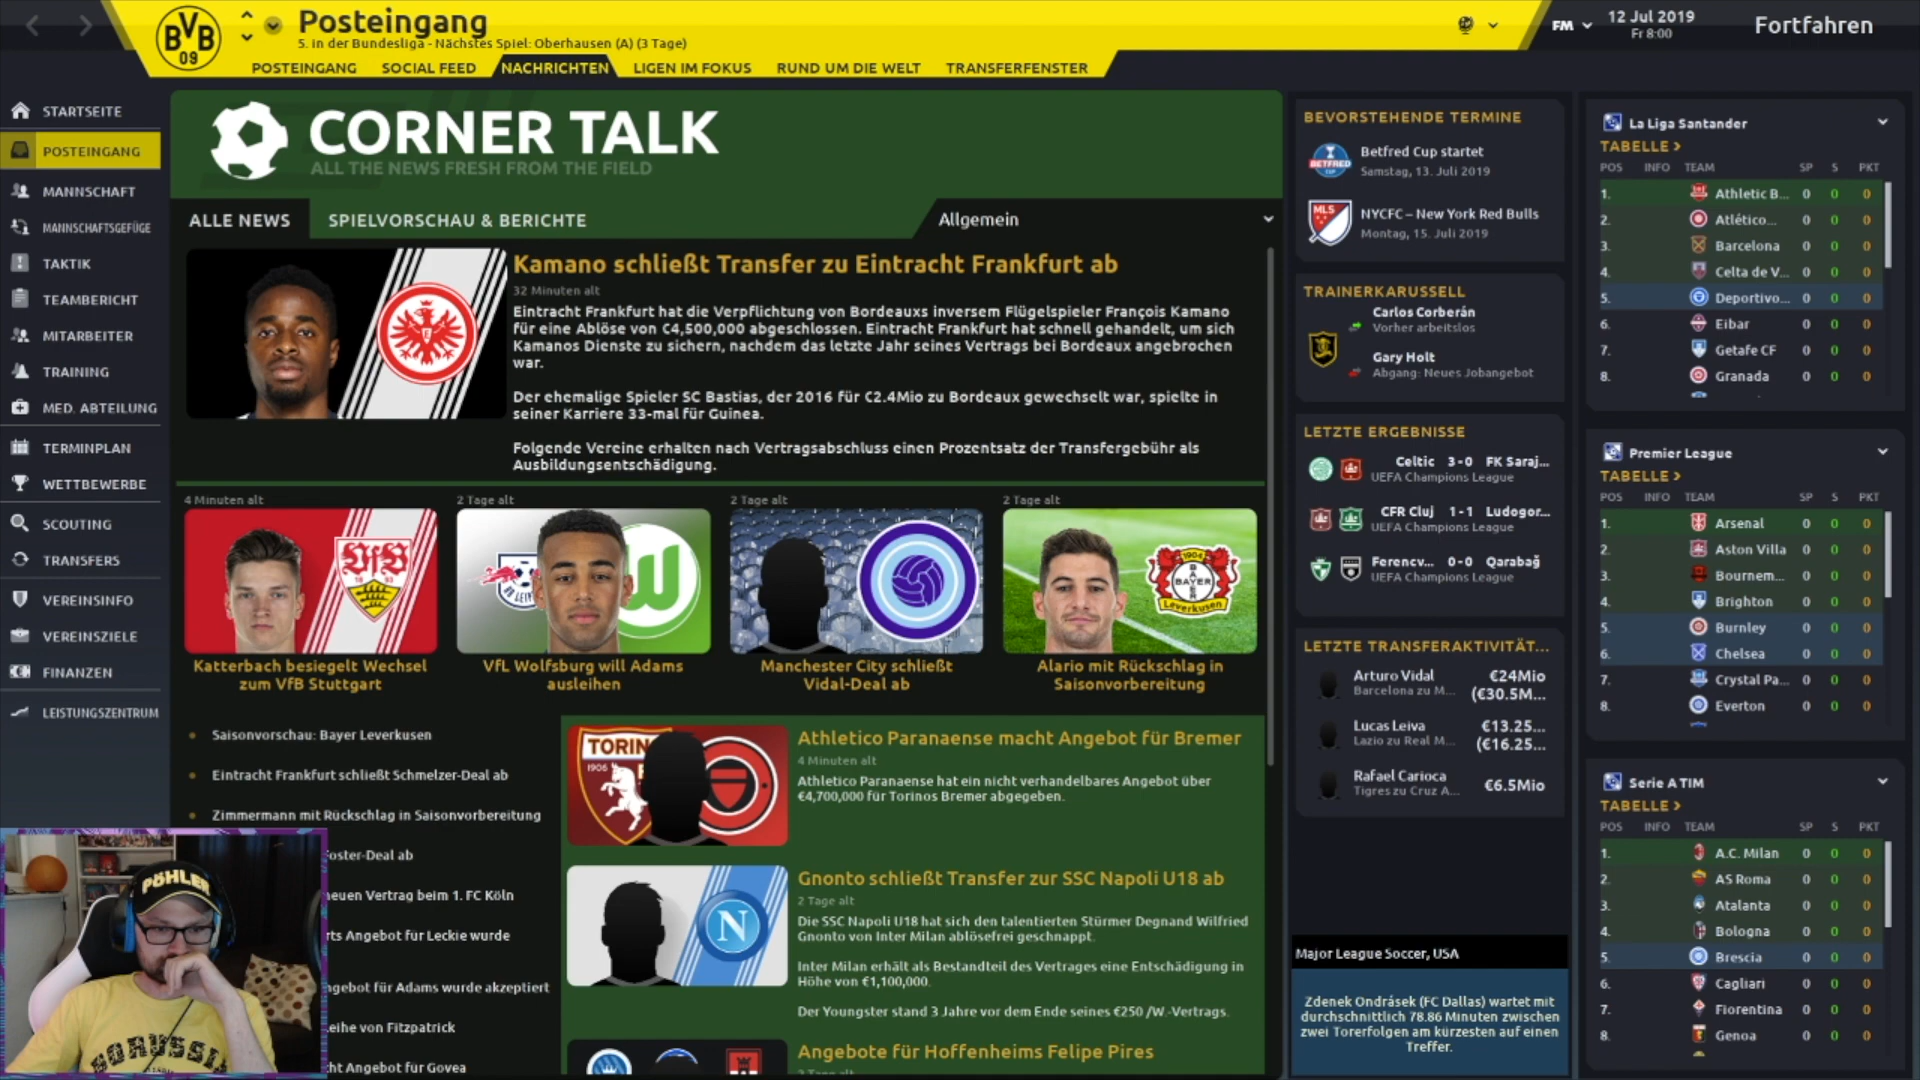 Posteingang
5. in der Bundesliga - Nächstes Spiel: Oberhausen (A) (3 Tage)
POSTEINGANG SOCIAL FEED NACHRICHTEN LIGEN IM FOKUS RUND UM DIE WELT TRANSFERFENSTER
FM
12 Jul 2019
Fr 8:00
Fortfahren
BVB
09
STARTSEITE
POSTEINGANG
MANNSCHAFT
MANNSCHAFTSGEFÜGE
TAKTIK
TEAMBERICHT
MITARBEITER
TRAINING
MED. ABTEILUNG
TERMINPLAN
WETTBEWERBE
SCOUTING
TRANSFERS
VEREINSINFO
VEREINSZIELE
FINANZEN
LEISTUNGSZENTRUM
CORNER TALK
ALL THE NEWS FRESH FROM THE FIELD
ALLE NEWS SPIELVORSCHAU & BERICHTE Allgemein
Kamano schließt Transfer zu Eintracht Frankfurt ab
32 Minuten alt
Eintracht Frankfurt hat die Verpflichtung von Bordeauxs inversem Flügelspieler François Kamano
für eine Ablöse von €4,500,000 abgeschlossen. Eintracht Frankfurt hat schnell gehandelt, um sich
Kamanos Dienste zu sichern, nachdem das letzte Jahr seines Vertrags bei Bordeaux angebrochen
war.
Der ehemalige Spieler SC Bastias, der 2016 für €2.4Mio zu Bordeaux gewechselt war, spielte in
seiner Karriere 33-mal für Guinea.
Folgende Vereine erhalten nach Vertragsabschluss einen Prozentsatz der Transfergebühr als
Ausbildungsentschädigung.
4 Minuten alt
Katterbach besiegelt Wechsel
zum VfB Stuttgart
2 Tage alt
VfL Wolfsburg will Adams
ausleihen
2 Tage alt
Manchester City schließt
Vidal-Deal ab
2 Tage alt
Alario mit Rückschlag in
Saisonvorbereitung
Saisonvorschau: Bayer Leverkusen
Eintracht Frankfurt schließt Schmelzer-Deal ab
Zimmermann mit Rückschlag in Saisonvorbereitung
oster-Deal ab
neuen Vertrag beim 1. FC Köln
rts Angebot für Leckie wurde
ngebot für Adams wurde akzeptiert
eihe von Fitzpatrick
ht Angebot für Govea
PÖHLER
BORUSSI
TORIN
1906
Athletico Paranaense macht Angebot für Bremer
4 Minuten alt
Athletico Paranaense hat ein nicht verhandelbares Angebot über
€4,700,000 für Torinos Bremer abgegeben.
Gnonto schließt Transfer zur SSC Napoli U18 ab
2 Tage alt
Die SSC Napoli U18 hat sich den talentierten Stürmer Degnand Wilfried
Gnonto von Inter Milan ablösefrei geschnappt.
Inter Milan erhält als Bestandteil des Vertrages eine Entschädigung in
Höhe von €1,100,000.
Der Youngster stand 3 Jahre vor dem Ende seines €250 /W.-Vertrags.
Angebote für Hoffenheims Felipe Pires
2 Tage alt
BEVORSTEHENDE TERMINE
BETFRED
Betfred Cup startet
Samstag, 13. Juli 2019
MLS
NYCFC – New York Red Bulls
Montag, 15. Juli 2019
TRAINERKARUSSELL
Carlos Corberán
Vorher arbeitslos
Gary Holt
Abgang: Neues Jobangebot
LETZTE ERGEBNISSE
Celtic 3-0 FK Saraj...
UEFA Champions League
CFR Cluj 1-1 Ludogor...
UEFA Champions League
Ferencv... 0-0 Qarabağ
UEFA Champions League
LETZTE TRANSFERAKTIVITÄT...
Arturo Vidal €24Mio
Barcelona zu M... (€30.5M...
Lucas Leiva €13.25...
Lazio zu Real M... (€16.25...
Rafael Carioca €6.5Mio
Tigres zu Cruz A...
Major League Soccer, USA
Zdenek Ondrásek (FC Dallas) wartet mit
durchschnittlich 78.86 Minuten zwischen
zwei Torerfolgen am kürzesten auf einen
Treffer.
La Liga Santander
TABELLE >
POS INFO TEAM SP S PKT
1. Athletic B... 0 0 0
2. Atlético... 0 0 0
3. Barcelona 0 0 0
4. Celta de V... 0 0 0
5. Deportivo... 0 0 0
6. Eibar 0 0 0
7. Getafe CF 0 0 0
8. Granada 0 0 0
Premier League
TABELLE >
POS INFO TEAM SP S PKT
1. Arsenal 0 0 0
2. Aston Villa 0 0 0
3. Bournem... 0 0 0
4. Brighton 0 0 0
5. Burnley 0 0 0
6. Chelsea 0 0 0
7. Crystal Pa... 0 0 0
8. Everton 0 0 0
Serie A TIM
TABELLE >
POS INFO TEAM SP S PKT
1. A.C. Milan 0 0 0
2. AS Roma 0 0 0
3. Atalanta 0 0 0
4. Bologna 0 0 0
5. Brescia 0 0 0
6. Cagliari 0 0 0
7. Fiorentina 0 0 0
8. Genoa 0 0 0